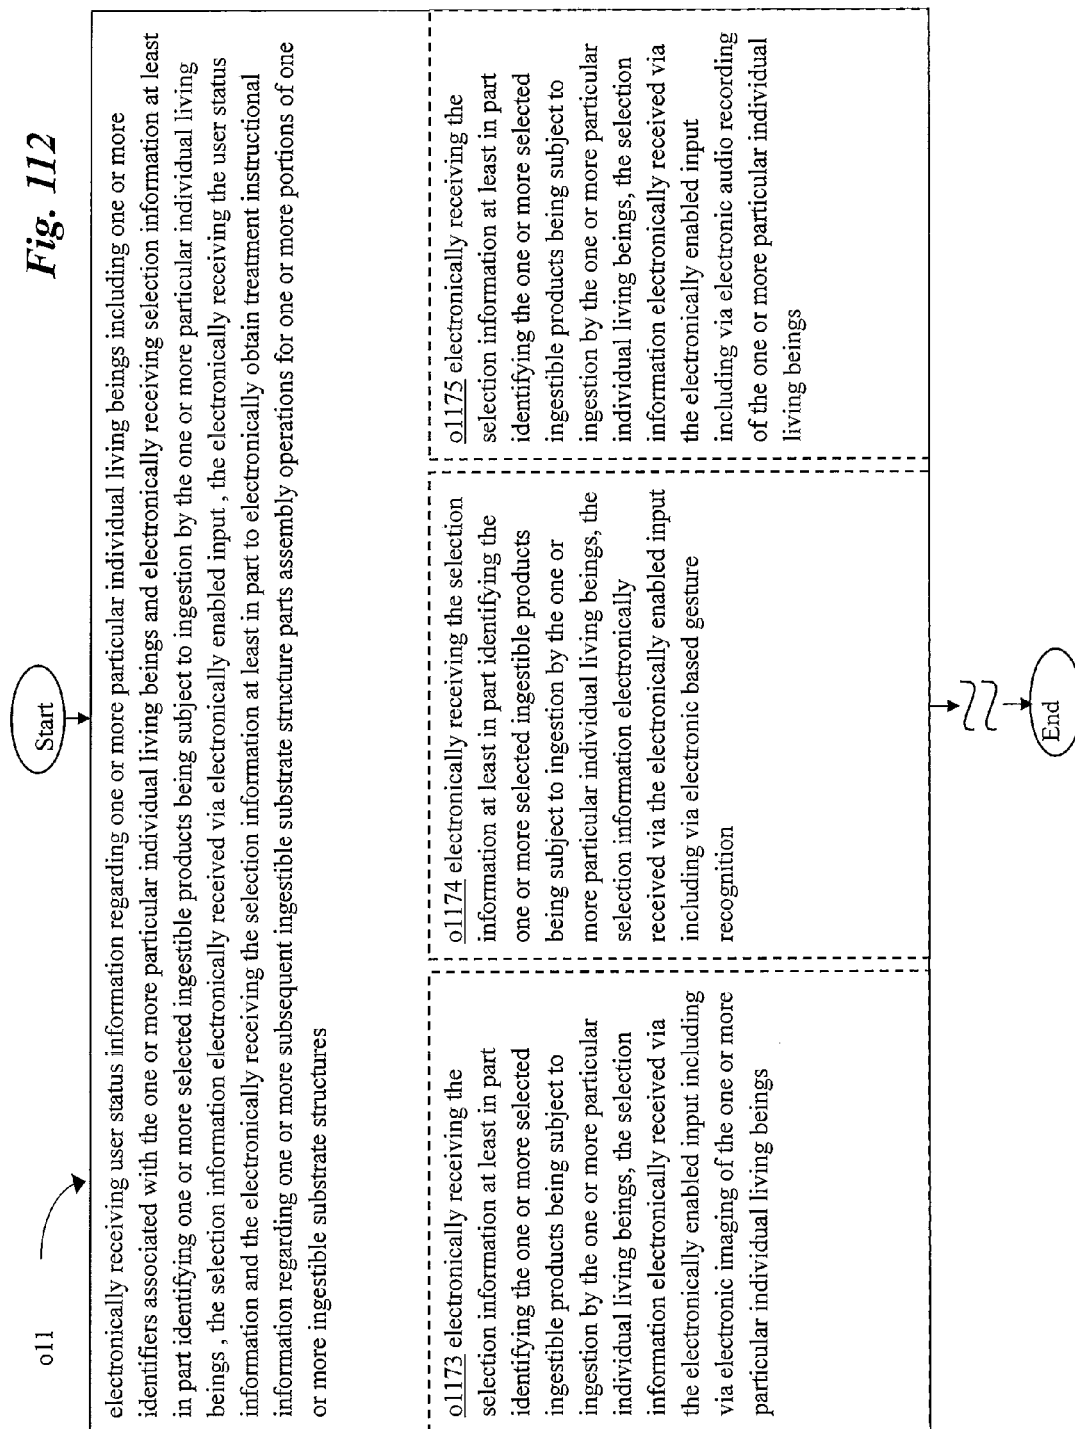 Fig. 112
Start
o11
electronically receiving user status information regarding one or more particular individual living beings including one or more
identifiers associated with the one or more particular individual living beings and electronically receiving selection information at least
in part identifying one or more selected ingestible products being subject to ingestion by the one or more particular individual living
beings , the selection information electronically received via electronically enabled input , the electronically receiving the user status
information and the electronically receiving the selection information at least in part to electronically obtain treatment instructional
information regarding one or more subsequent ingestible substrate structure parts assembly operations for one or more portions of one
or more ingestible substrate structures
o1173 electronically receiving the
selection information at least in part
identifying the one or more selected
ingestible products being subject to
ingestion by the one or more particular
individual living beings, the selection
information electronically received via
the electronically enabled input including
via electronic imaging of the one or more
particular individual living beings
o1174 electronically receiving the selection
information at least in part identifying the
one or more selected ingestible products
being subject to ingestion by the one or
more particular individual living beings, the
selection information electronically
received via the electronically enabled input
including via electronic based gesture
recognition
o1175 electronically receiving the
selection information at least in part
identifying the one or more selected
ingestible products being subject to
ingestion by the one or more particular
individual living beings, the selection
information electronically received via
the electronically enabled input
including via electronic audio recording
of the one or more particular individual
living beings
End